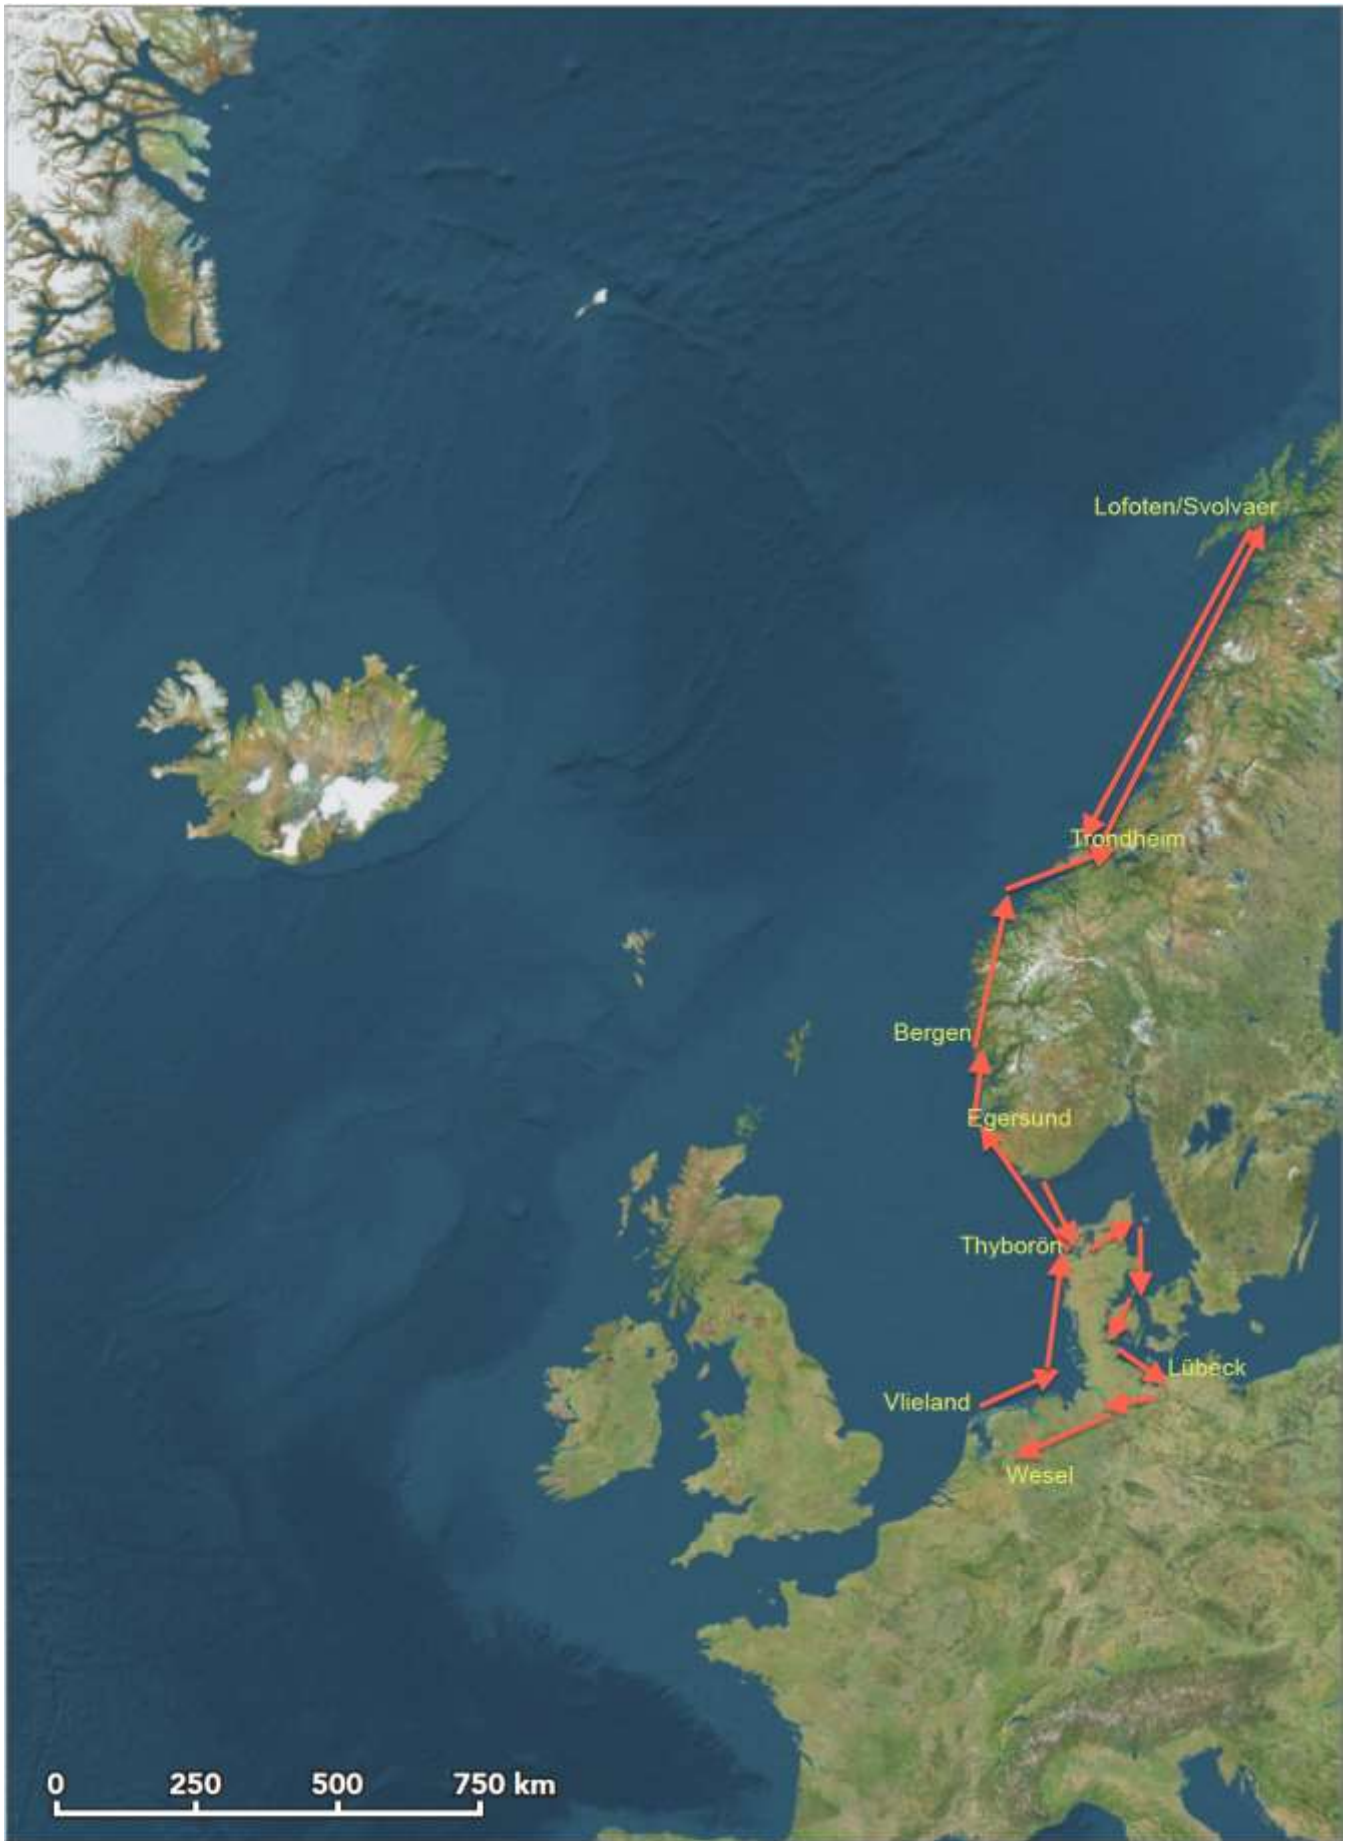 Lofoten/Svolvaer
Trondheim
Bergen
Egersund
Thyborön
Lübeck
Vlieland
Wesel
0 250 500 750 km